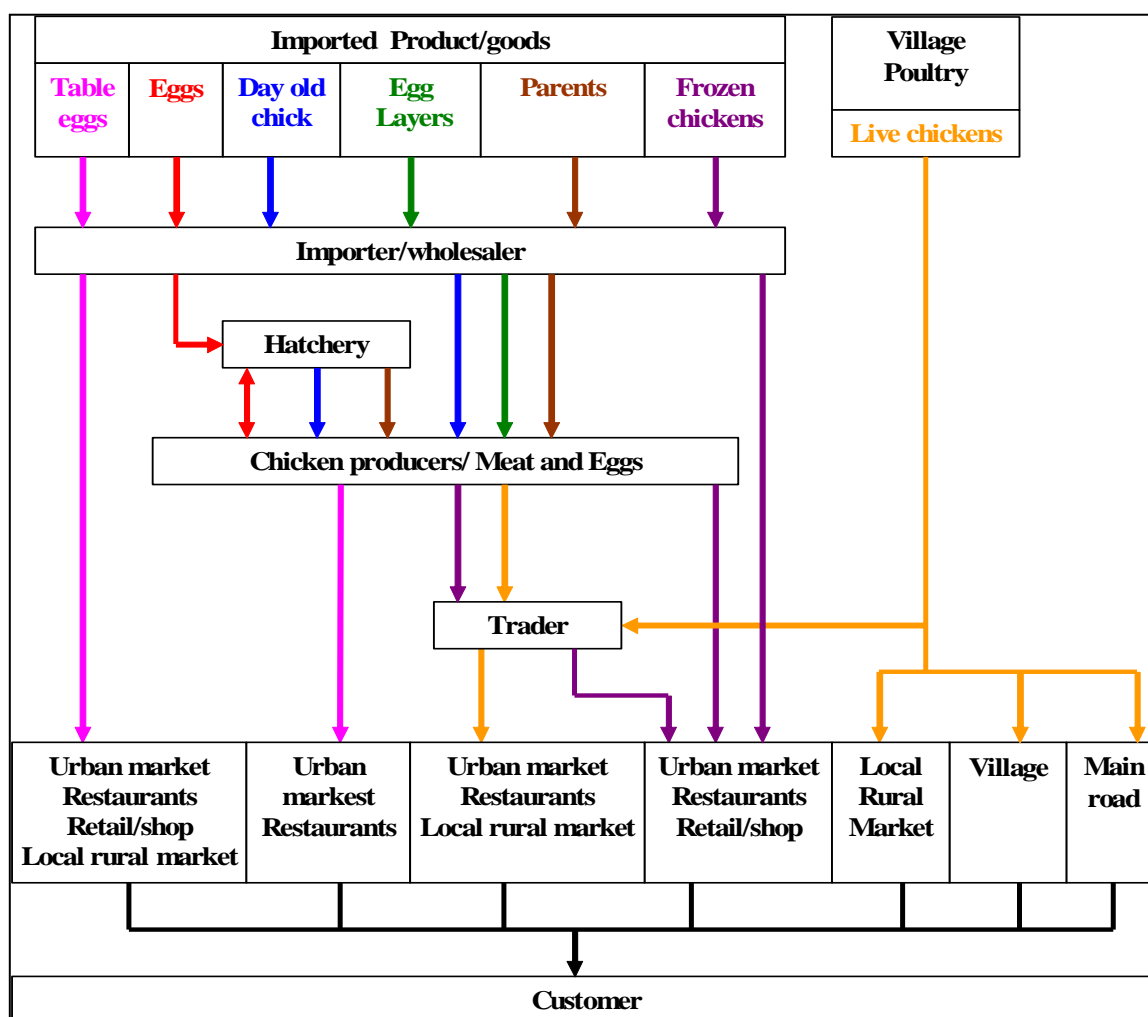 Imported Product/goods
Village
Poultry
Table
eggs
Eggs
Day old
chick
Egg
Layers
Parents
Frozen
chickens
Live chickens
Importer/wholesaler
Hatchery
Chicken producers/ Meat and Eggs
Trader
Urban market
Restaurants
Retail/shop
Local rural market
Urban
markest
Restaurants
Urban market
Restaurants
Local rural market
Urban market
Restaurants
Retail/shop
Local
Rural
Market
Village
Main
road
Customer